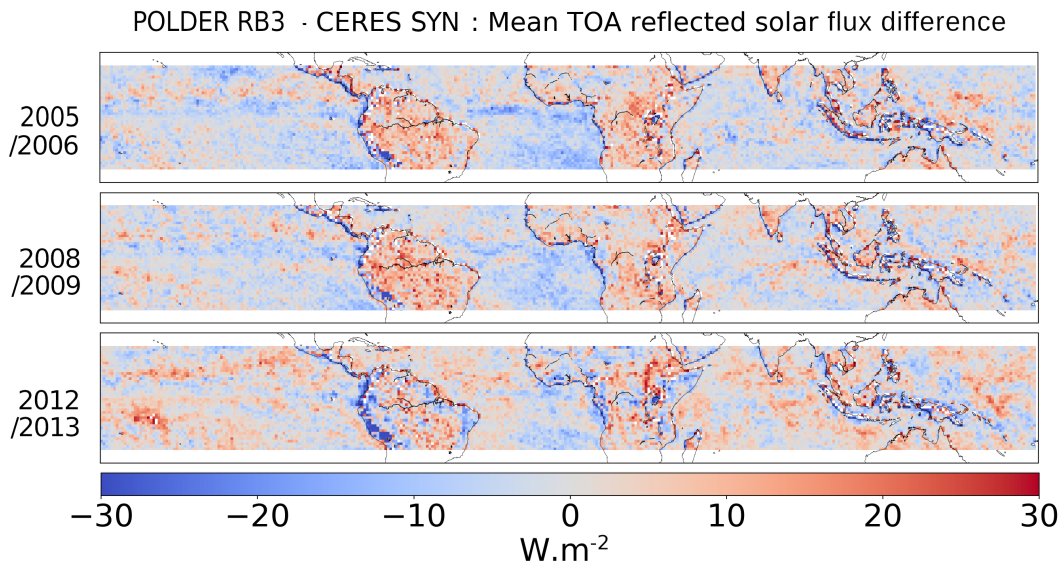 POLDER RB3 - CERES SYN : Mean TOA reflected solar flux difference
2005
/2006
2008
/2009
2012
/2013
−30 −20 −10 0 10 20 30
W.m-2